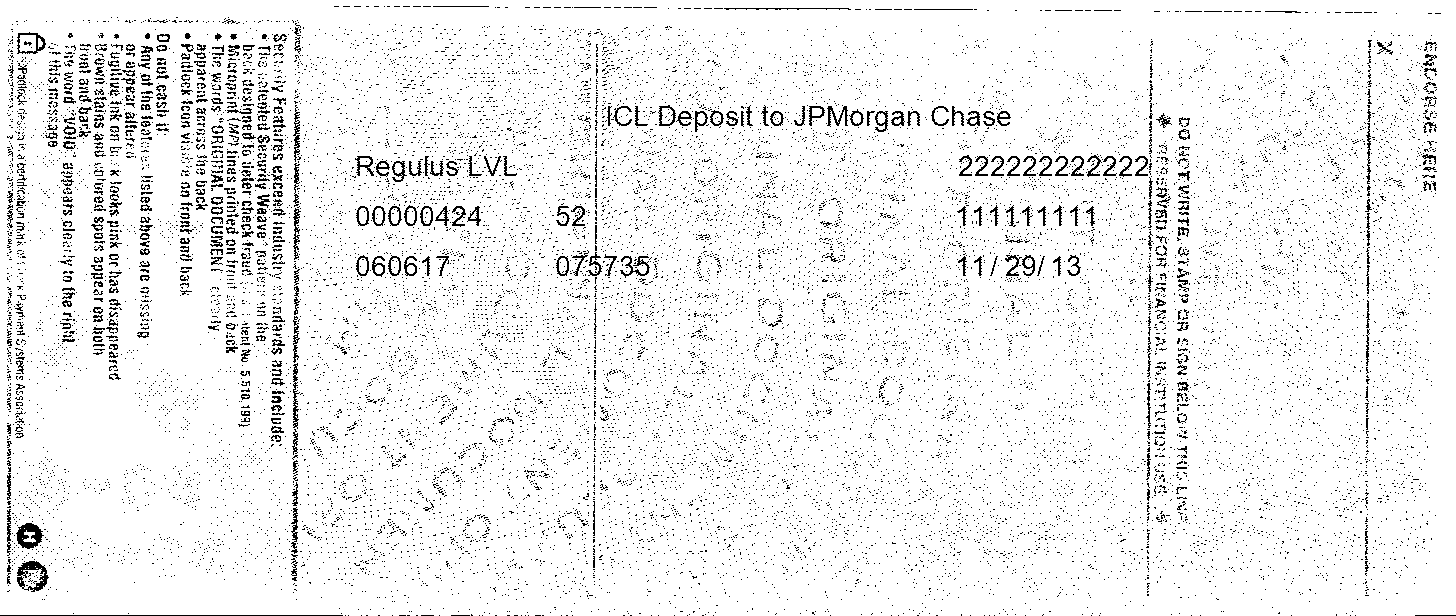 ICL Deposit to JPMorgan Chase
Regulus LVL 222222222222
00000424 52 111111111
060617 075735 11/29/13
ENDORSE HERE
X
DO NOT WRITE, STAMP OR SIGN BELOW THIS LINE
RESERVED FOR FINANCIAL INSTITUTION USE
Security Features exceed industry standards and include:
• The patented Security Weave pattern on the
back designed to deter check fraud No. 5,510,199)
• Microprint (MP) lines printed on front and back
• The words "ORIGINAL DOCUMENT" clearly
apparent across the back
• Padlock icon visible on front and back
Do not cash if:
• Any of the features listed above are missing
or appear altered
• Fugitive ink on back looks pink or has disappeared
• Brown stains and colored spots appear on both
front and back
• The word "VOID" appears clearly to the right
of this message
Padlock design is a certification mark of Check Payment Systems Association